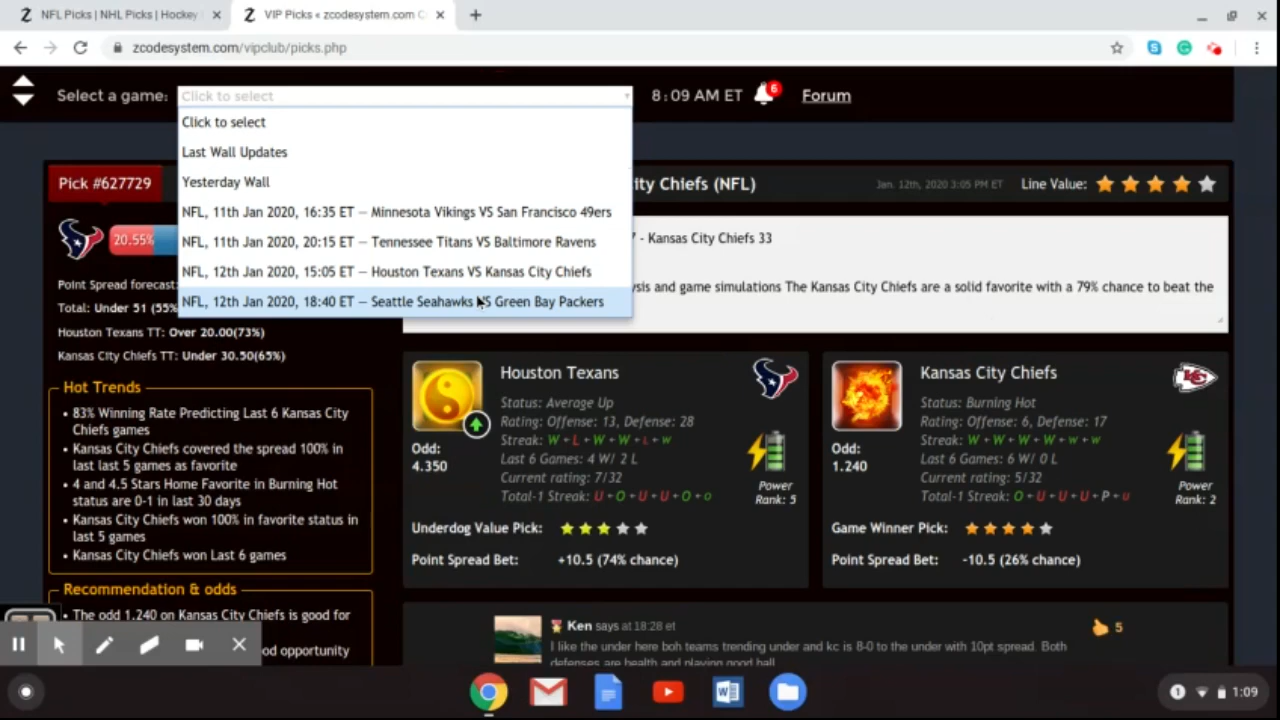 NFL Picks | NHL Picks | Hockey
VIP Picks « zcodesystem.com
zcodesystem.com/vipclub/picks.php
Select a game:
Click to select
8:09 AM ET
6
Forum
Click to select
Last Wall Updates
Yesterday Wall
NFL, 11th Jan 2020, 16:35 ET – Minnesota Vikings VS San Francisco 49ers
NFL, 11th Jan 2020, 20:15 ET – Tennessee Titans VS Baltimore Ravens
NFL, 12th Jan 2020, 15:05 ET – Houston Texans VS Kansas City Chiefs
NFL, 12th Jan 2020, 18:40 ET – Seattle Seahawks VS Green Bay Packers
Pick #627729
ity Chiefs (NFL)
Jan. 12th, 2020 3:05 PM ET
Line Value:
20.55%
7 - Kansas City Chiefs 33
ysis and game simulations The Kansas City Chiefs are a solid favorite with a 79% chance to beat the
Point Spread forecast:
Total: Under 51 (55%
Houston Texans TT: Over 20.00(73%)
Kansas City Chiefs TT: Under 30.50(65%)
Hot Trends
• 83% Winning Rate Predicting Last 6 Kansas City
Chiefs games
• Kansas City Chiefs covered the spread 100% in
last last 5 games as favorite
• 4 and 4.5 Stars Home Favorite in Burning Hot
status are 0-1 in last 30 days
• Kansas City Chiefs won 100% in favorite status in
last 5 games
• Kansas City Chiefs won Last 6 games
Recommendation & odds
• The odd 1.240 on Kansas City Chiefs is good for
od opportunity
Houston Texans
Status: Average Up
Rating: Offense: 13, Defense: 28
Streak: W+L+W+W+L+W
Last 6 Games: 4 W/ 2 L
Current rating: 7/32
Total-1 Streak: U+O+U+U+O+O
Odd:
4.350
Power
Rank: 5
Underdog Value Pick:
Point Spread Bet: +10.5 (74% chance)
Kansas City Chiefs
Status: Burning Hot
Rating: Offense: 6, Defense: 17
Streak: W+W+W+W+W+W
Last 6 Games: 6 W/ 0 L
Current rating: 5/32
Total-1 Streak: O+U+U+U+P+U
Odd:
1.240
Power
Rank: 2
Game Winner Pick:
Point Spread Bet: -10.5 (26% chance)
Ken says at 18:28 et
5
I like the under here boh teams trending under and kc is 8-0 to the under with 10pt spread. Both
defenses are health and playing good ball
1
1:09